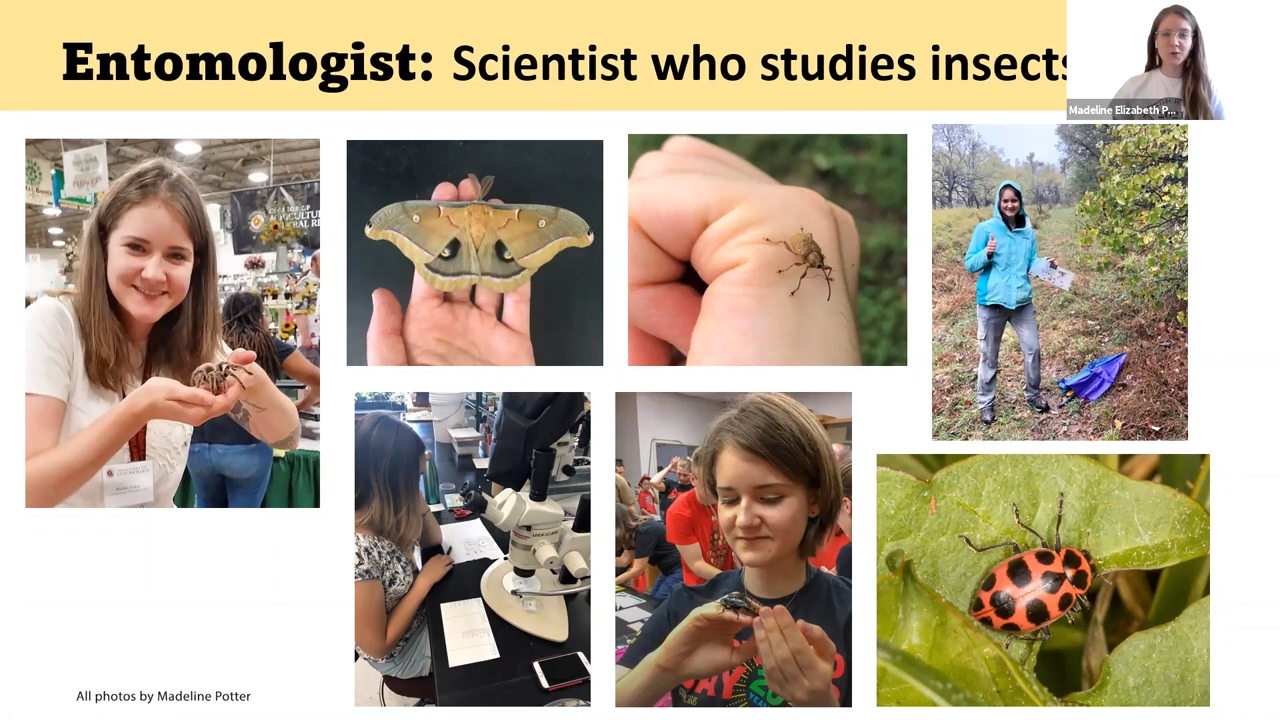 Entomologist: Scientist who studies insects
Madeline Elizabeth P...
All photos by Madeline Potter